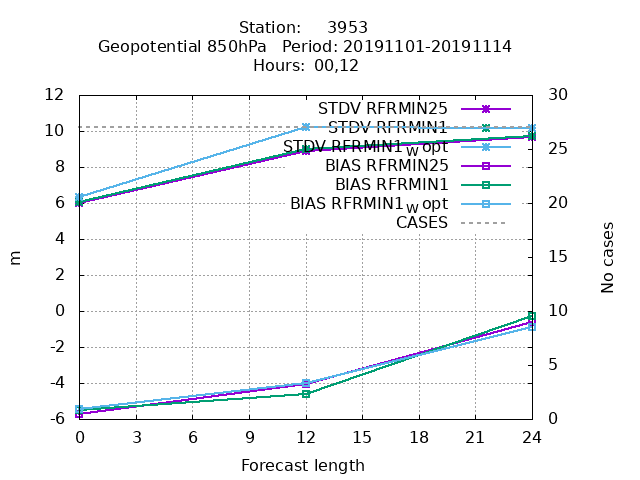 Station: 3953
Geopotential 850hPa Period: 20191101-20191114
Hours: 00,12
12 30
STDV RFRMIN25
10 STDV RFRMIN1
25
STDV RFRMIN1_W opt
8 BIAS RFRMIN25
BIAS RFRMIN1
6 BIAS RFRMIN1_W opt 20
CASES
4
15
2
0 10
-2
5
-4
-6 0
m
No cases
0 3 6 9 12 15 18 21 24
Forecast length